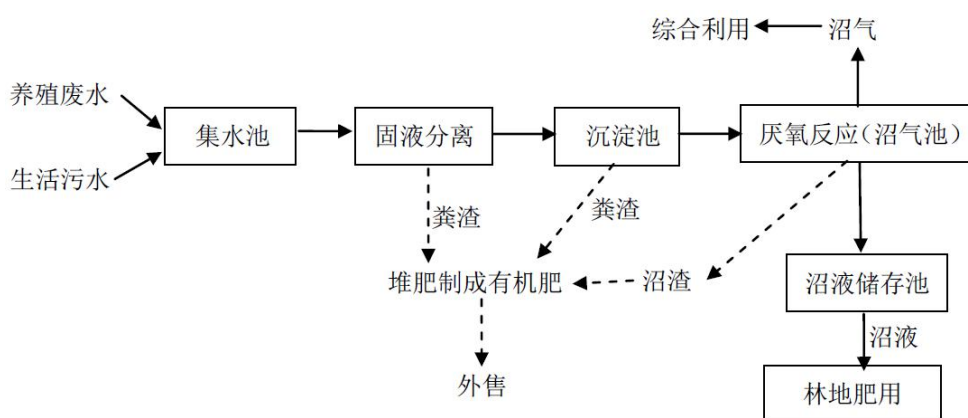 综合利用
沼气
养殖废水
生活污水
集水池
固液分离
沉淀池
厌氧反应（沼气池）
粪渣
粪渣
堆肥制成有机肥
沼渣
沼液储存池
沼液
外售
林地肥用